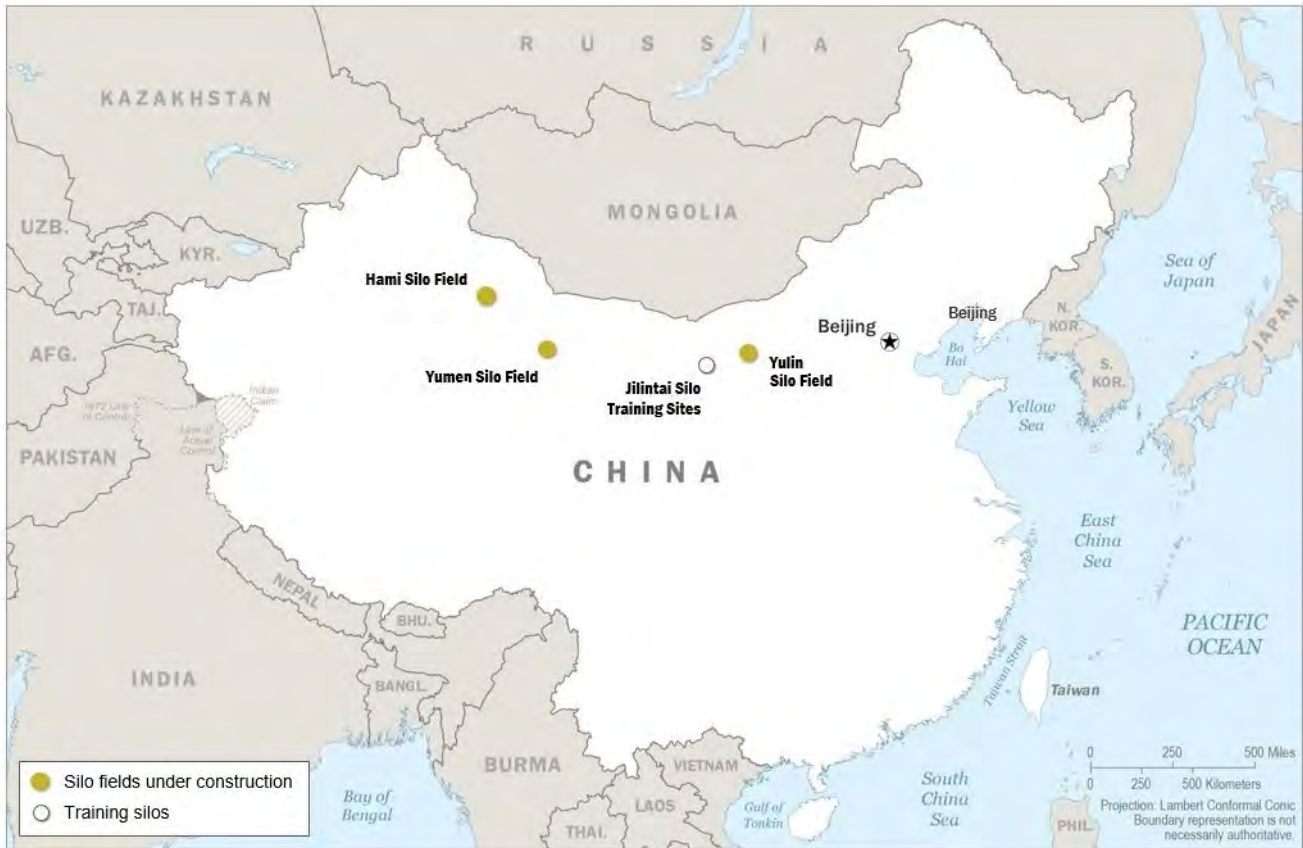 R U S S I A
KAZAKHSTAN
MONGOLIA
UZB.
KYR.
Sea of
Japan
Hami Silo Field
TAJ.
JAPAN
N.
KOR.
Beijing
Beijing
Bo
Hai
AFG.
S.
KOR.
Yumen Silo Field
Jilintai Silo
Training Sites
Yulin
Silo Field
Indian
Claim
1972 Line
of Control
Line of
Actual
Control
Yellow
Sea
PAKISTAN
CHINA
East
China
Sea
NEPAL
BHU.
PACIFIC
OCEAN
INDIA
BANGL.
Taiwan Strait
Taiwan
BURMA
VIETNAM
LAOS
THAI.
Gulf of
Tonkin
South
China
Sea
Bay of
Bengal
PHIL.
Silo fields under construction
Training silos
0 250 500 Miles
0 250 500 Kilometers
Projection: Lambert Conformal Conic
Boundary representation is not
necessarily authoritative.